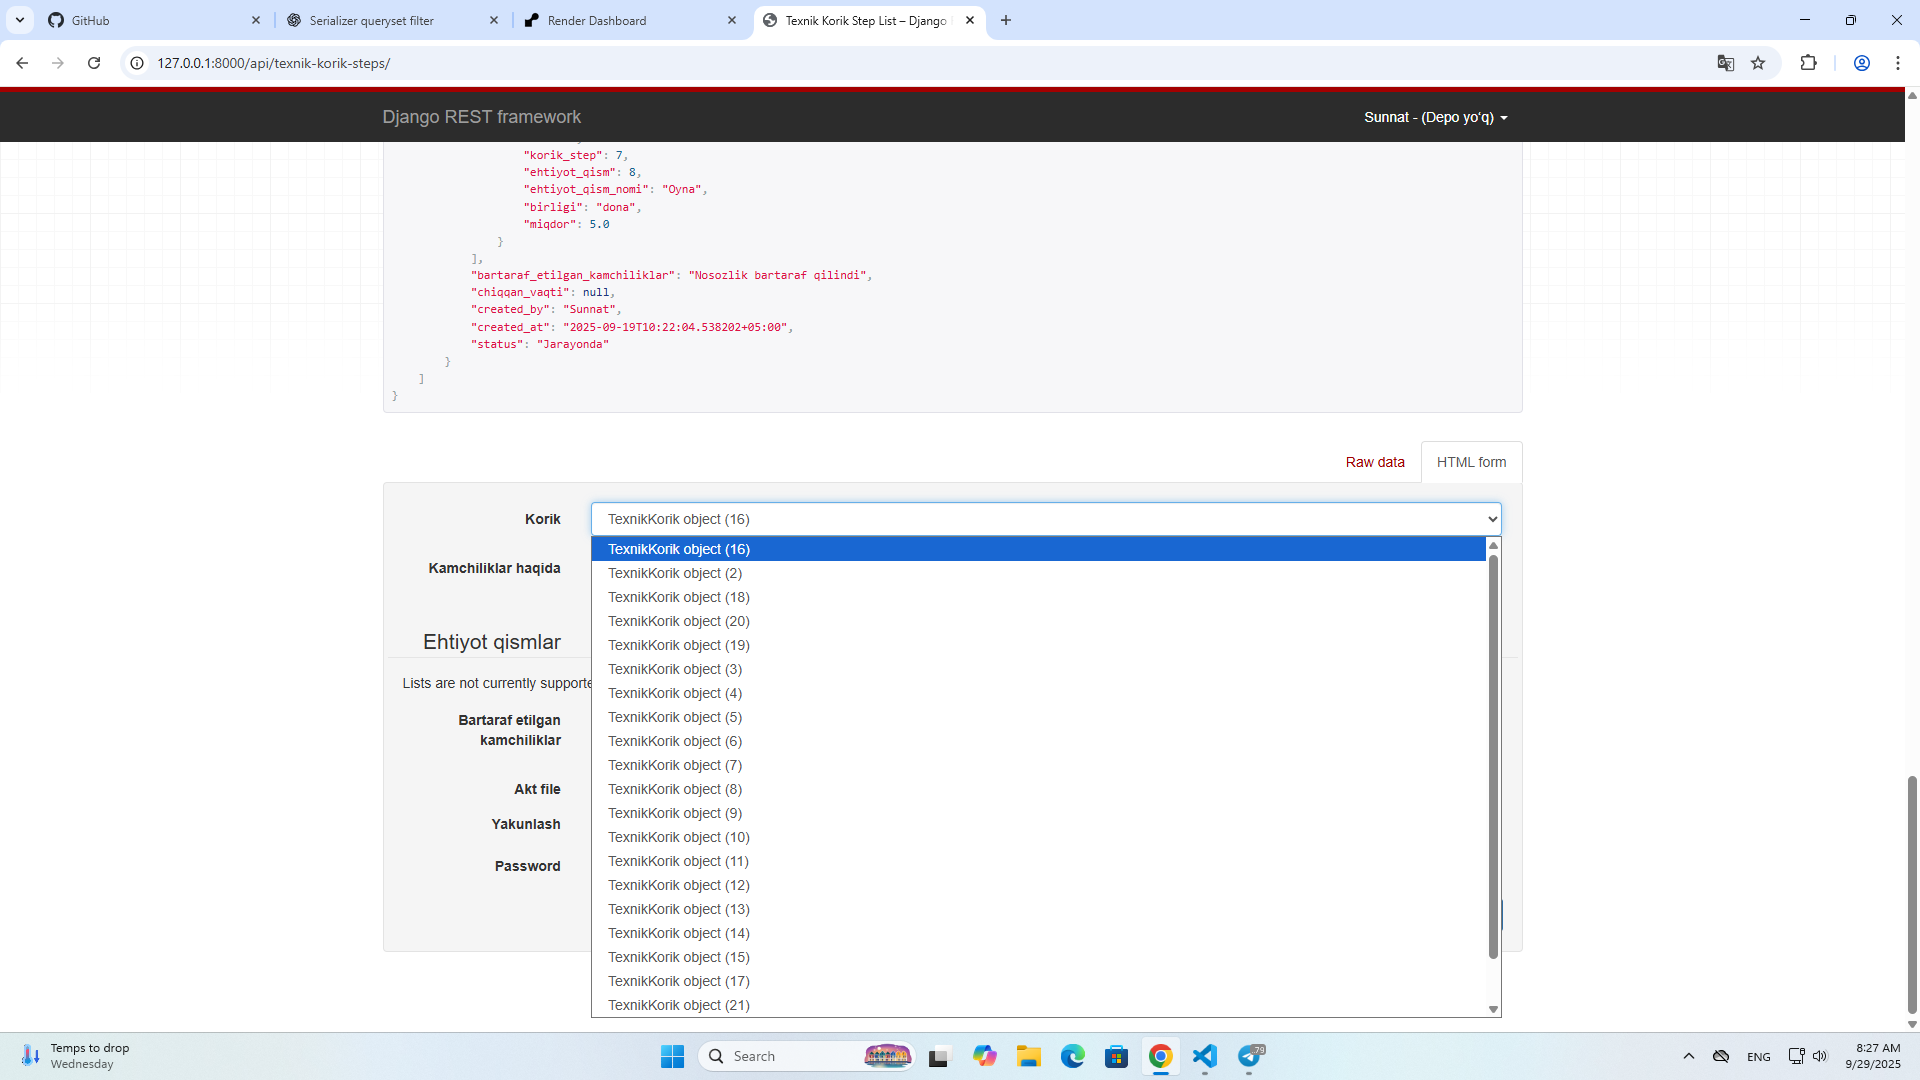 GitHub
Serializer queryset filter
Render Dashboard
Texnik Korik Step List – Django
127.0.0.1:8000/api/texnik-korik-steps/
Django REST framework
Sunnat - (Depo yo‘q)
"korik_step": 7,
"ehtiyot_qism": 8,
"ehtiyot_qism_nomi": "Oyna",
"birligi": "dona",
"miqdor": 5.0
}
],
"bartaraf_etilgan_kamchiliklar": "Nosozlik bartaraf qilindi",
"chiqqan_vaqti": null,
"created_by": "Sunnat",
"created_at": "2025-09-19T10:22:04.538202+05:00",
"status": "Jarayonda"
}
]
}
Raw data
HTML form
Korik
TexnikKorik object (16)
TexnikKorik object (16)
Kamchiliklar haqida
TexnikKorik object (2)
TexnikKorik object (18)
TexnikKorik object (20)
Ehtiyot qismlar
TexnikKorik object (19)
TexnikKorik object (3)
Lists are not currently supporte
TexnikKorik object (4)
TexnikKorik object (5)
Bartaraf etilgan
kamchiliklar
TexnikKorik object (6)
TexnikKorik object (7)
Akt file
TexnikKorik object (8)
TexnikKorik object (9)
Yakunlash
TexnikKorik object (10)
TexnikKorik object (11)
Password
TexnikKorik object (12)
TexnikKorik object (13)
TexnikKorik object (14)
TexnikKorik object (15)
TexnikKorik object (17)
TexnikKorik object (21)
Temps to drop
Wednesday
Search
79
ENG
8:27 AM
9/29/2025